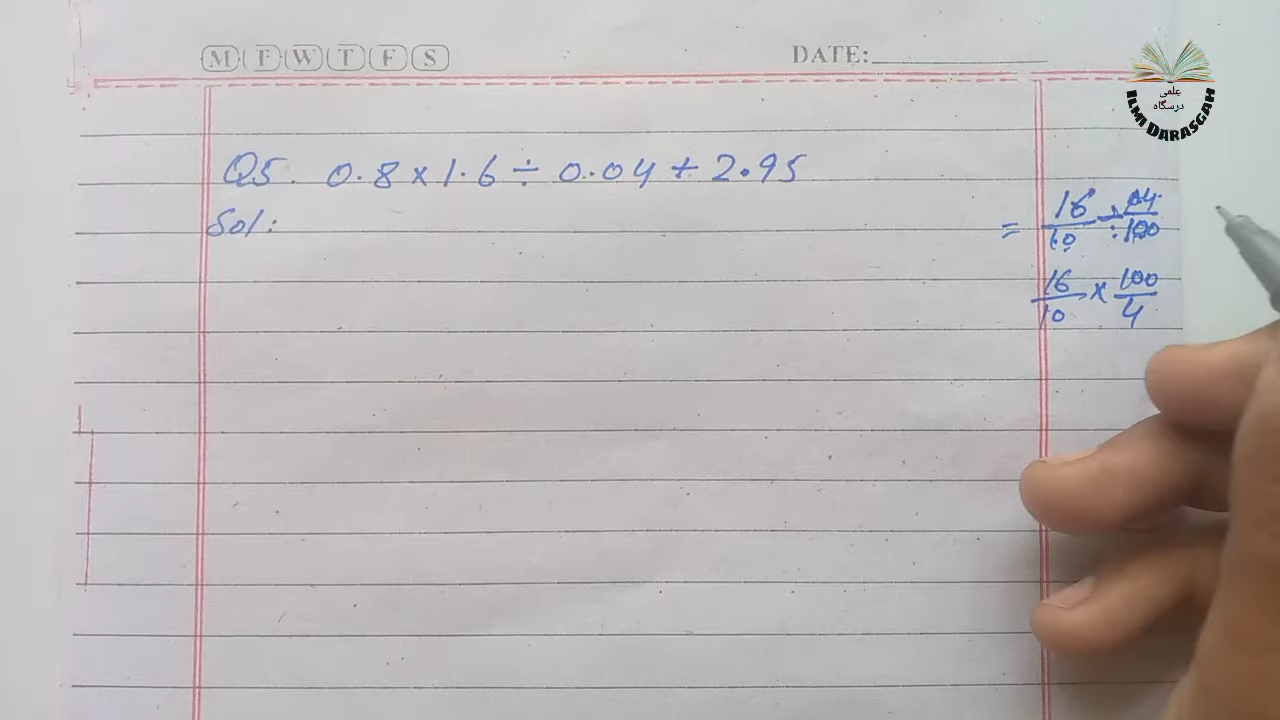 M T W T F S
DATE:
علمی
درسگاه
ILMI DARASGAH
Q5. 0.8 × 1.6 ÷ 0.04 + 2.95
Sol:
= 16/10 ÷ 04/100
16/10 × 100/4